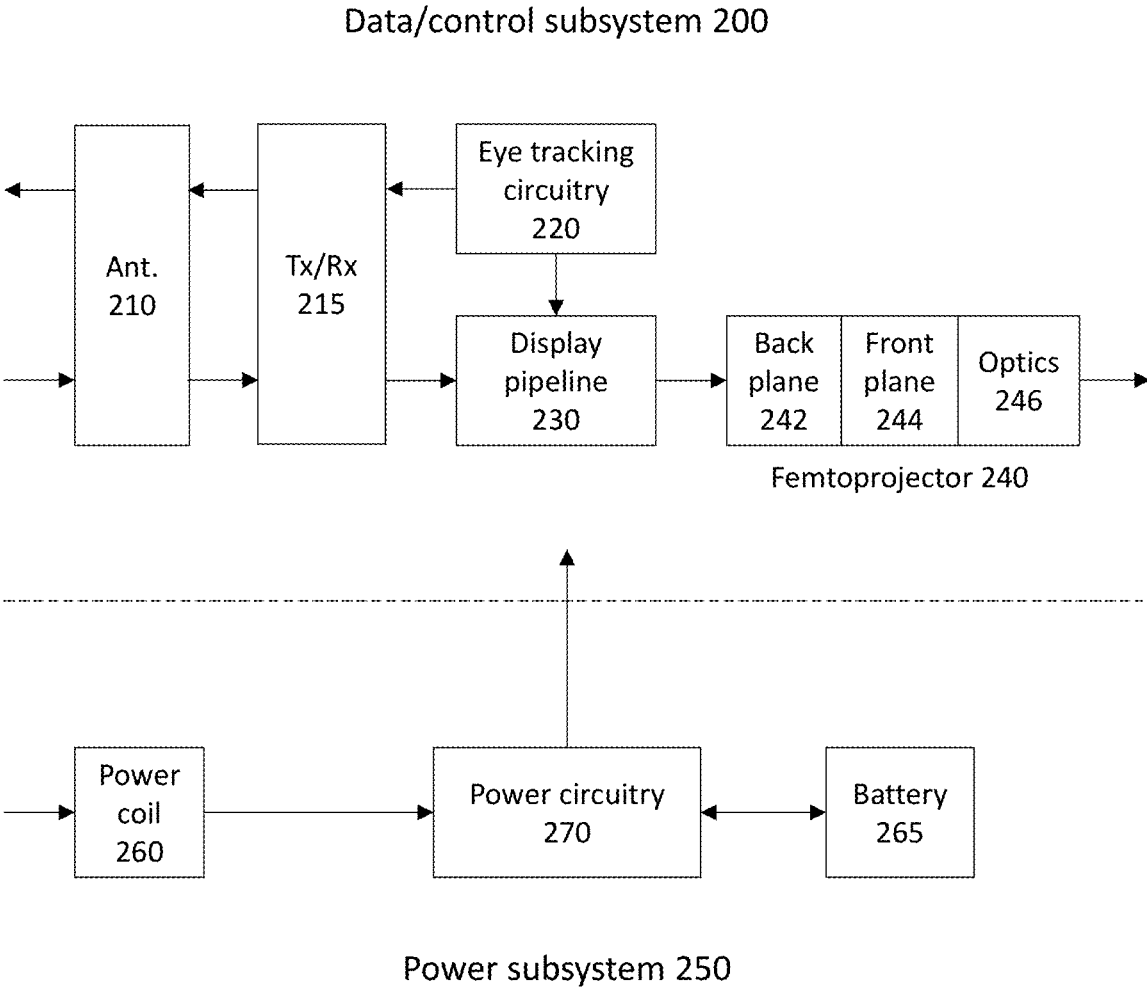 Data/control subsystem 200
Eye tracking
circuitry
220
Ant.
210
Tx/Rx
215
Display
pipeline
230
Back
plane
242
Front
plane
244
Optics
246
Femtoprojector 240
Power
coil
260
Power circuitry
270
Battery
265
Power subsystem 250